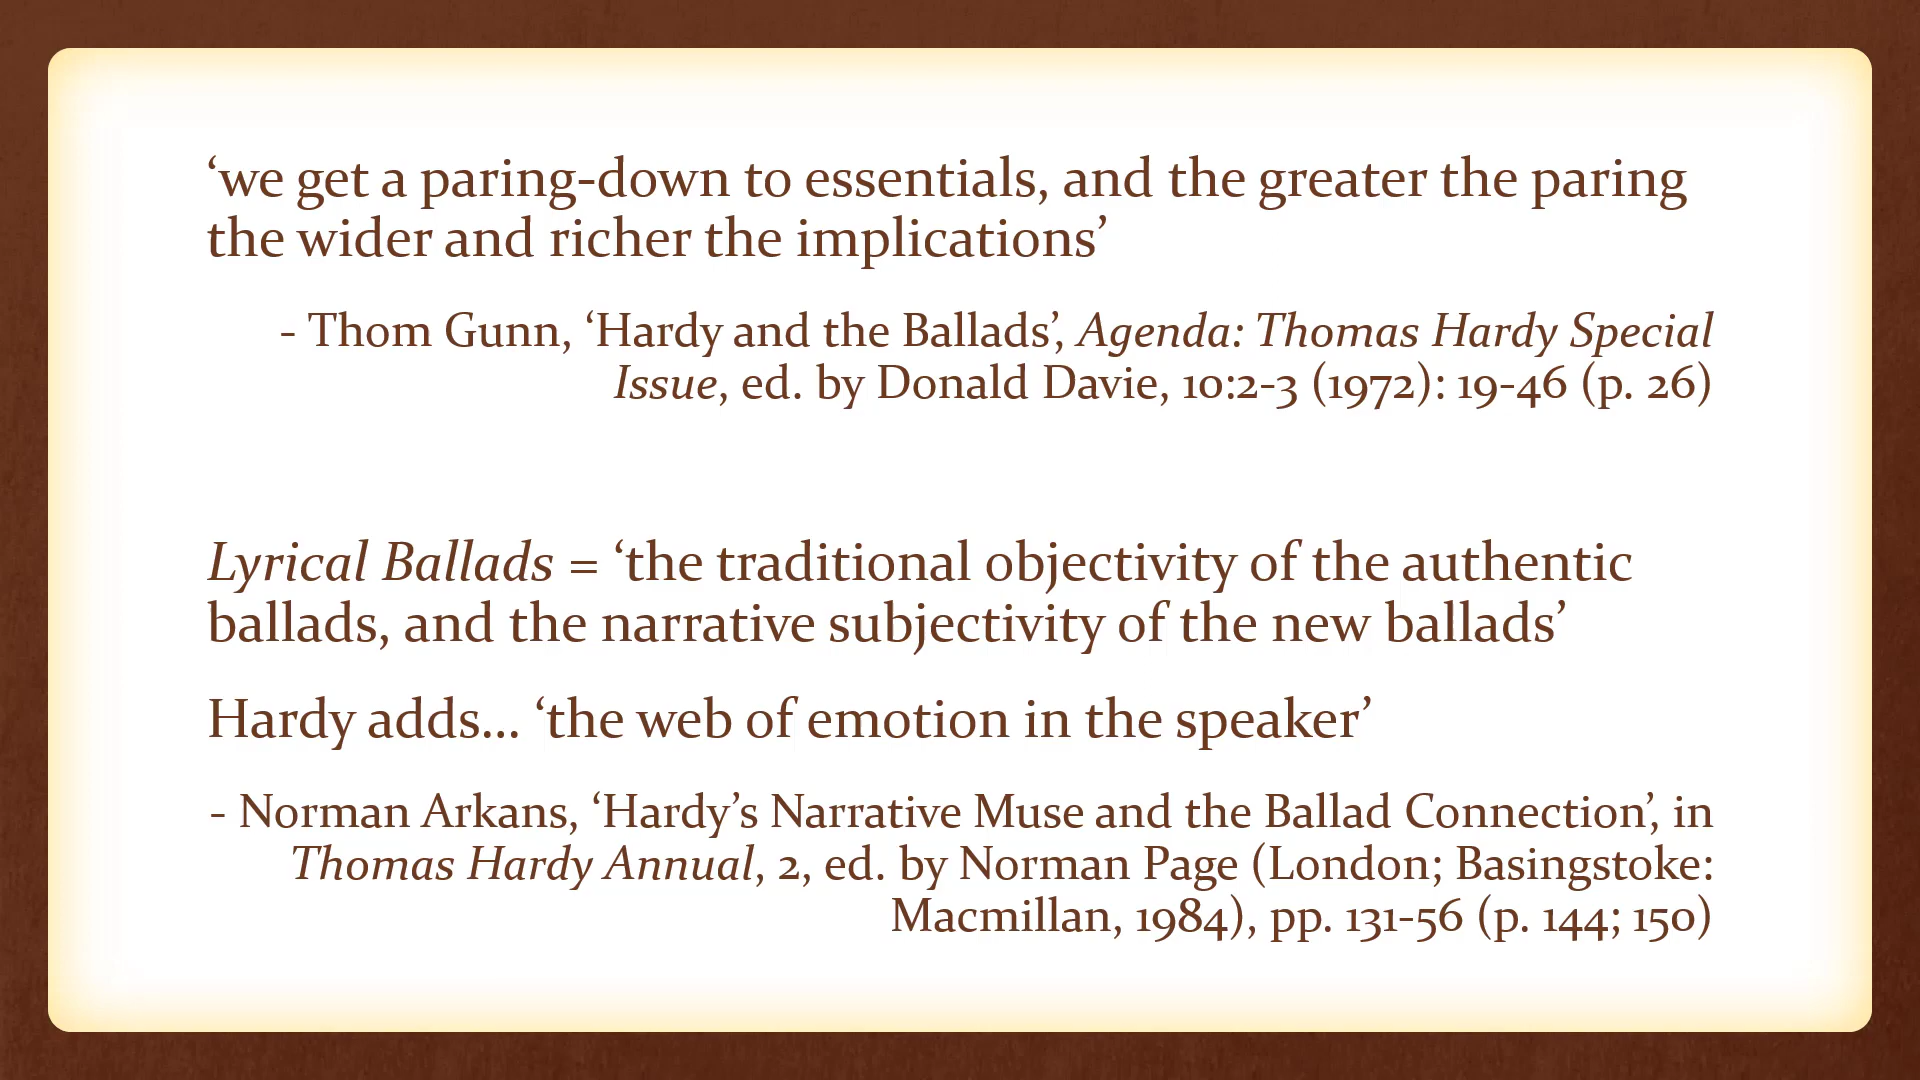 ‘we get a paring-down to essentials, and the greater the paring
the wider and richer the implications’
- Thom Gunn, ‘Hardy and the Ballads’, Agenda: Thomas Hardy Special
Issue, ed. by Donald Davie, 10:2-3 (1972): 19-46 (p. 26)
Lyrical Ballads = ‘the traditional objectivity of the authentic
ballads, and the narrative subjectivity of the new ballads’
Hardy adds… ‘the web of emotion in the speaker’
- Norman Arkans, ‘Hardy’s Narrative Muse and the Ballad Connection’, in
Thomas Hardy Annual, 2, ed. by Norman Page (London; Basingstoke:
Macmillan, 1984), pp. 131-56 (p. 144; 150)